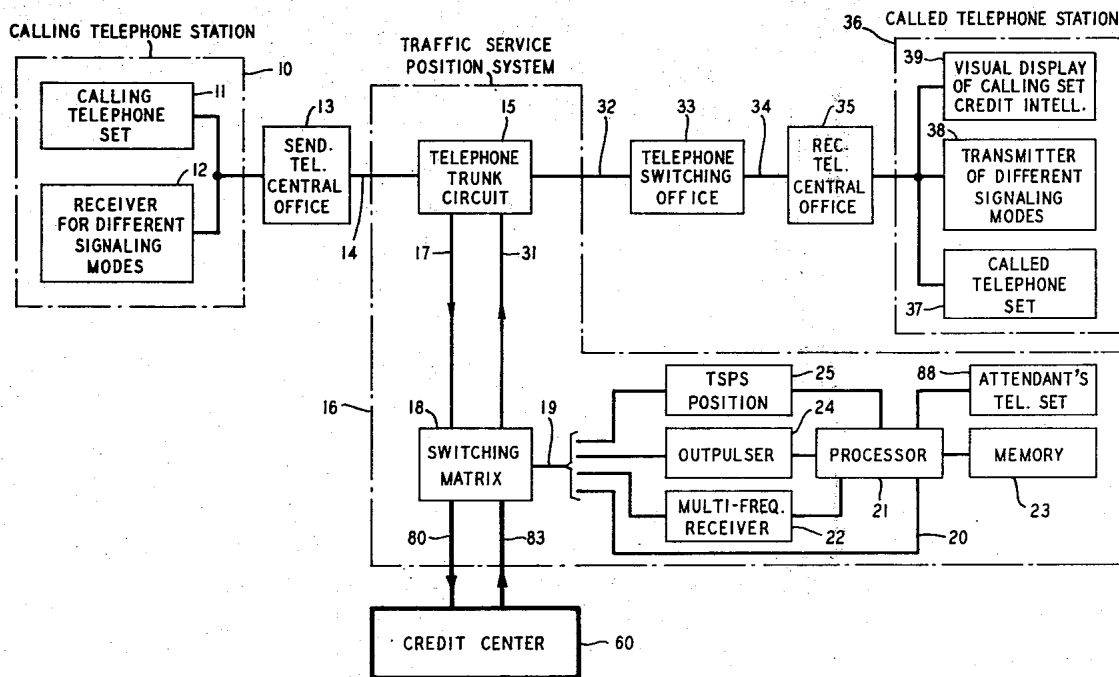 CALLING TELEPHONE STATION
10
11
CALLING
TELEPHONE
SET
12
RECEIVER
FOR DIFFERENT
SIGNALING
MODES
13
SEND.
TEL.
CENTRAL
OFFICE
14
TRAFFIC SERVICE
POSITION SYSTEM
15
TELEPHONE
TRUNK
CIRCUIT
17
31
32
33
TELEPHONE
SWITCHING
OFFICE
34
35
REC.
TEL.
CENTRAL
OFFICE
CALLED TELEPHONE STATION
36
39
VISUAL DISPLAY
OF CALLING SET
CREDIT INTELL.
38
TRANSMITTER
OF DIFFERENT
SIGNALING
MODES
CALLED
TELEPHONE
SET
37
16
18
SWITCHING
MATRIX
19
25
TSPS
POSITION
24
OUTPULSER
MULTI-FREQ.
RECEIVER
22
PROCESSOR
21
20
88
ATTENDANT'S
TEL. SET
MEMORY
23
80
83
CREDIT CENTER
60